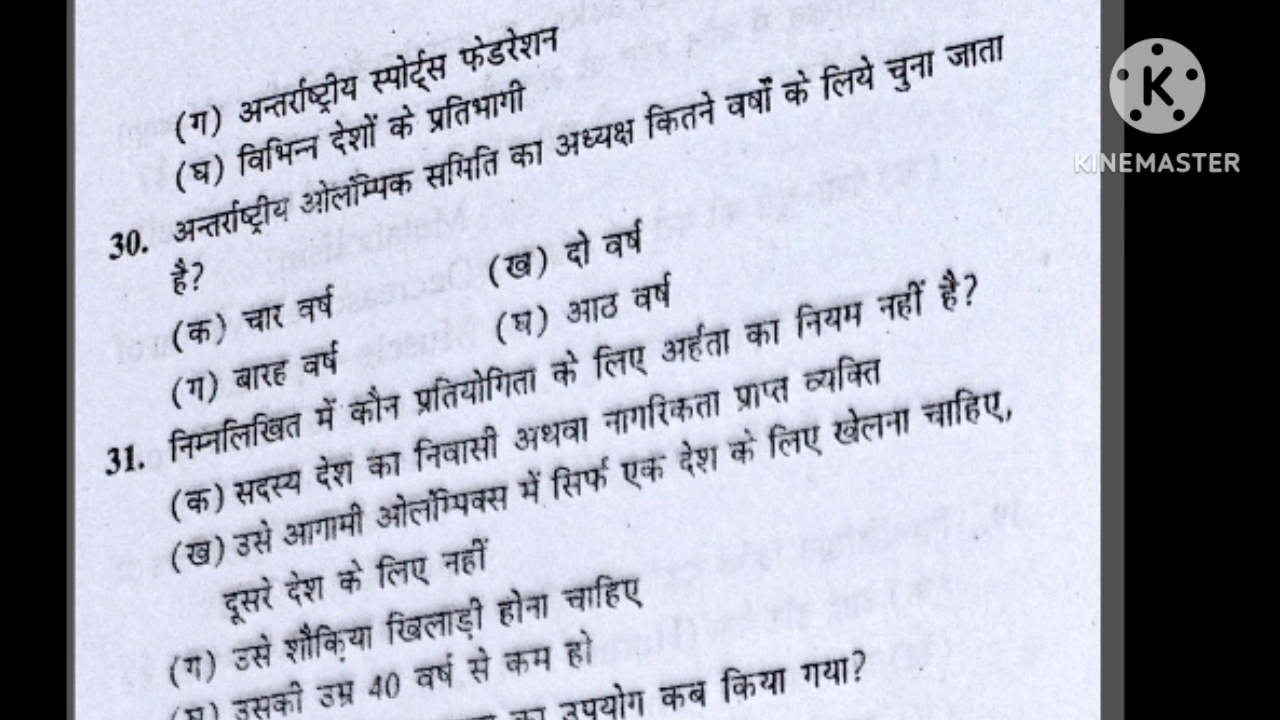 (ग) अन्तर्राष्ट्रीय स्पोर्ट्स फेडरेशन
(घ) विभिन्न देशों के प्रतिभागी
30. अन्तर्राष्ट्रीय ओलम्पिक समिति का अध्यक्ष कितने वर्षों के लिये चुना जाता
है?
(क) चार वर्ष (ख) दो वर्ष
(ग) बारह वर्ष (घ) आठ वर्ष
31. निम्नलिखित में कौन प्रतियोगिता के लिए अर्हता का नियम नहीं है?
(क) सदस्य देश का निवासी अथवा नागरिकता प्राप्त व्यक्ति
(ख) उसे आगामी ओलम्पिक्स में सिर्फ एक देश के लिए खेलना चाहिए,
दूसरे देश के लिए नहीं
(ग) उसे शौकिया खिलाड़ी होना चाहिए
(घ) उसकी उम्र 40 वर्ष से कम हो
का उपयोग कब किया गया?
K
KINEMASTER